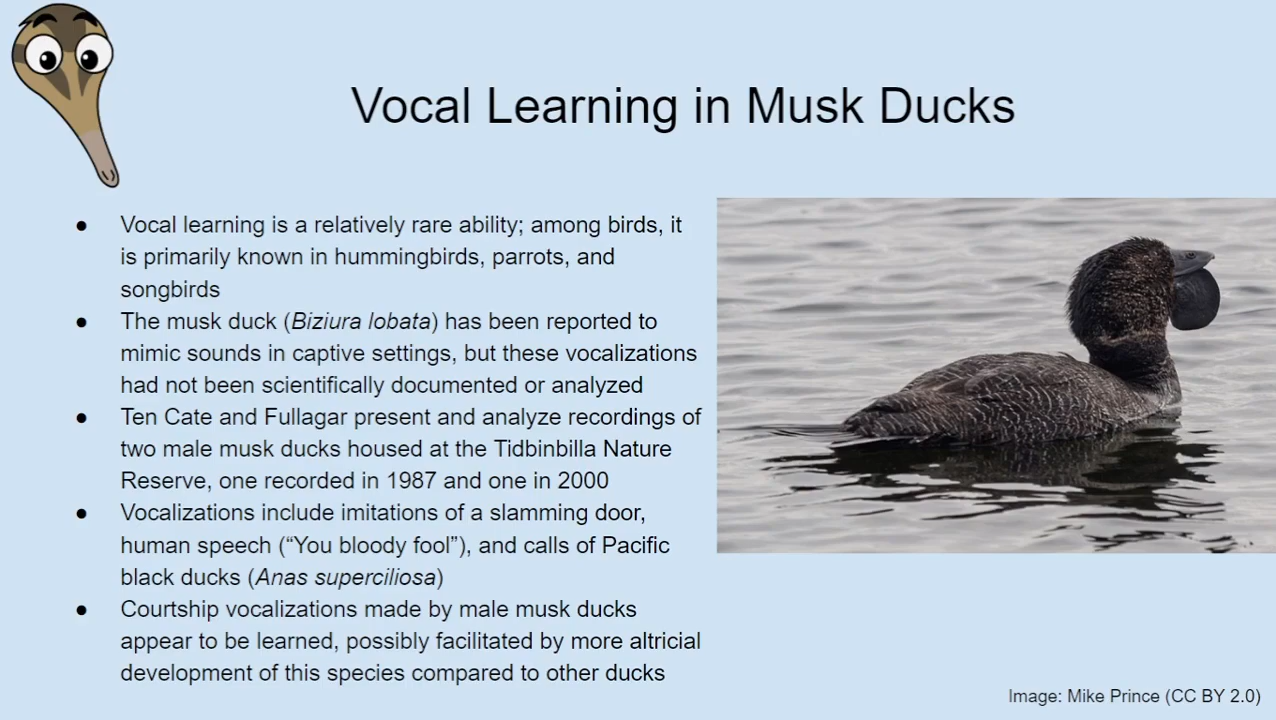 Vocal Learning in Musk Ducks
● Vocal learning is a relatively rare ability; among birds, it
is primarily known in hummingbirds, parrots, and
songbirds
● The musk duck (Biziura lobata) has been reported to
mimic sounds in captive settings, but these vocalizations
had not been scientifically documented or analyzed
● Ten Cate and Fullagar present and analyze recordings of
two male musk ducks housed at the Tidbinbilla Nature
Reserve, one recorded in 1987 and one in 2000
● Vocalizations include imitations of a slamming door,
human speech (“You bloody fool”), and calls of Pacific
black ducks (Anas superciliosa)
● Courtship vocalizations made by male musk ducks
appear to be learned, possibly facilitated by more altricial
development of this species compared to other ducks
Image: Mike Prince (CC BY 2.0)